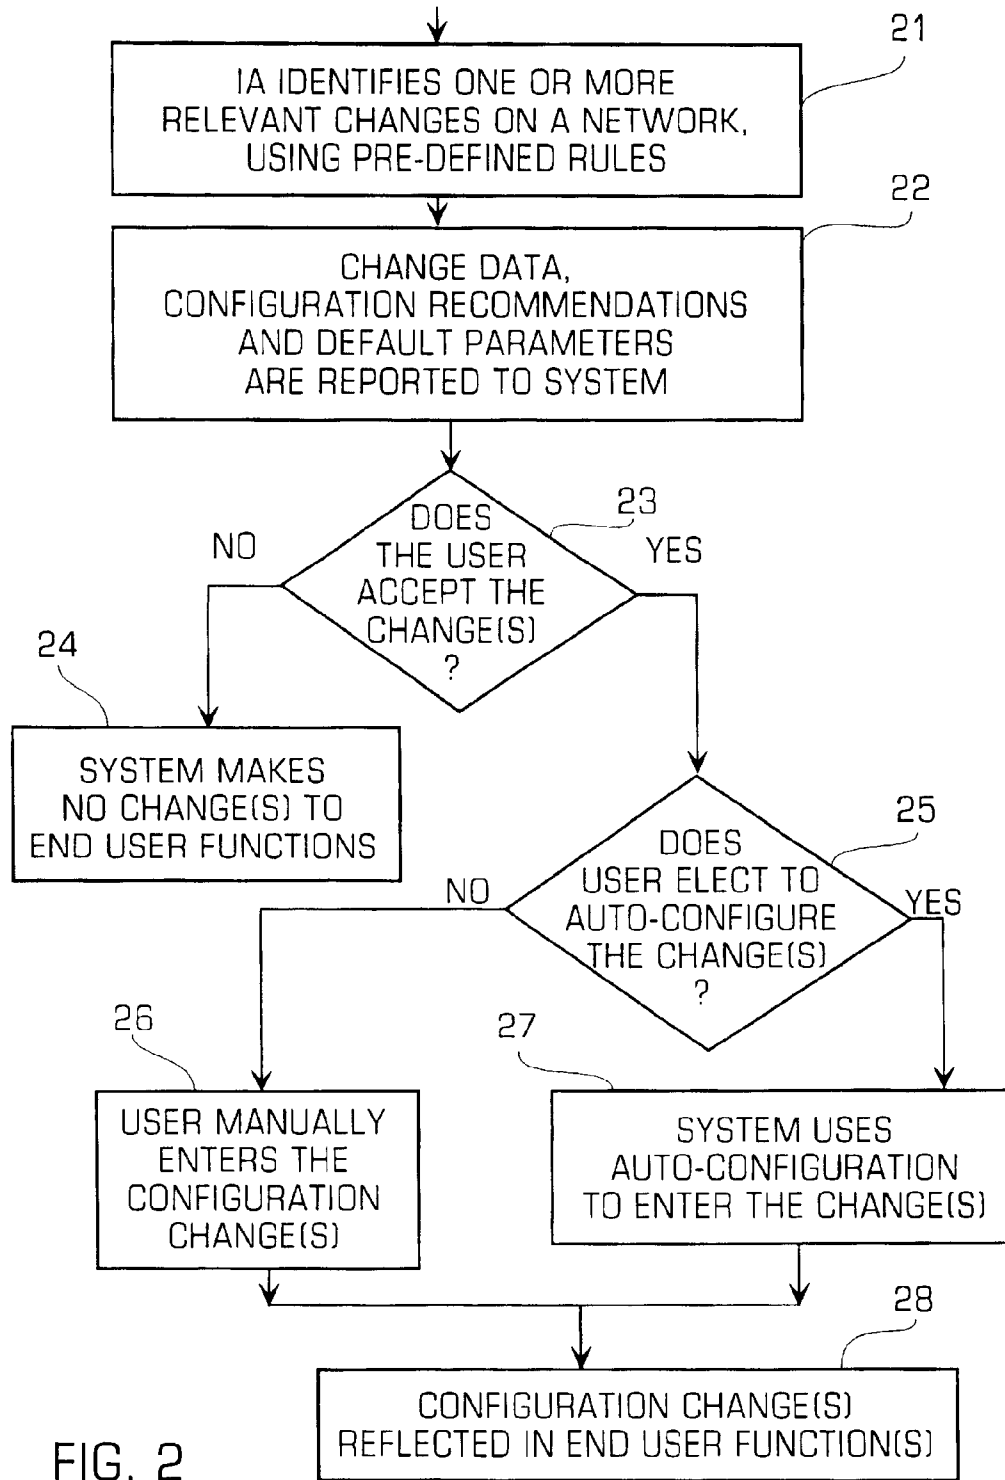 21
IA IDENTIFIES ONE OR MORE
RELEVANT CHANGES ON A NETWORK,
USING PRE-DEFINED RULES
22
CHANGE DATA,
CONFIGURATION RECOMMENDATIONS
AND DEFAULT PARAMETERS
ARE REPORTED TO SYSTEM
23
DOES
THE USER
ACCEPT THE
CHANGE(S)
?
NO
YES
24
SYSTEM MAKES
NO CHANGE(S) TO
END USER FUNCTIONS
25
DOES
USER ELECT TO
AUTO-CONFIGURE
THE CHANGE(S)
?
NO
YES
26
USER MANUALLY
ENTERS THE
CONFIGURATION
CHANGE(S)
27
SYSTEM USES
AUTO-CONFIGURATION
TO ENTER THE CHANGE(S)
28
CONFIGURATION CHANGE(S)
REFLECTED IN END USER FUNCTION(S)
FIG. 2